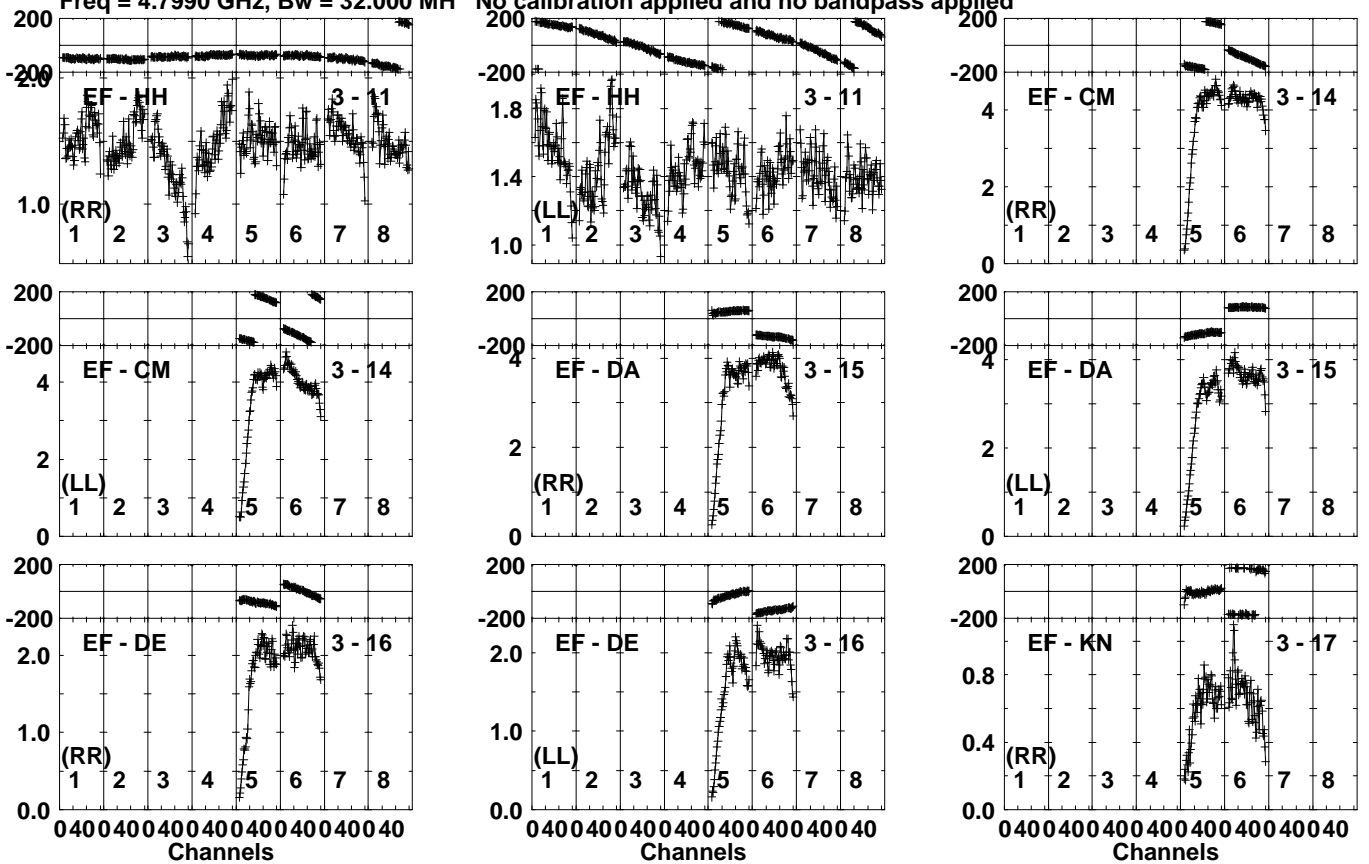 Freq = 4.7990 GHz, Bw = 32.000 MH No calibration applied and no bandpass applied
200
-200
2.0
1.0
EF - HH 3 - 11
(RR)
1 2 3 4 5 6 7 8
200
-200
1.8
1.4
1.0
EF - HH 3 - 11
(LL)
1 2 3 4 5 6 7 8
200
-200
4
2
0
EF - CM 3 - 14
(RR)
1 2 3 4 5 6 7 8
200
-200
4
2
0
EF - CM 3 - 14
(LL)
1 2 3 4 5 6 7 8
200
-200
4
2
0
EF - DA 3 - 15
(RR)
1 2 3 4 5 6 7 8
200
-200
4
2
0
EF - DA 3 - 15
(LL)
1 2 3 4 5 6 7 8
200
-200
2.0
1.0
0.0
EF - DE 3 - 16
(RR)
1 2 3 4 5 6 7 8
0 40 0 40 0 40 0 40 0 40 0 40 0 40 0 40
Channels
200
-200
2.0
1.0
0.0
EF - DE 3 - 16
(LL)
1 2 3 4 5 6 7 8
0 40 0 40 0 40 0 40 0 40 0 40 0 40 0 40
Channels
200
-200
0.8
0.4
0.0
EF - KN 3 - 17
(RR)
1 2 3 4 5 6 7 8
0 40 0 40 0 40 0 40 0 40 0 40 0 40 0 40
Channels